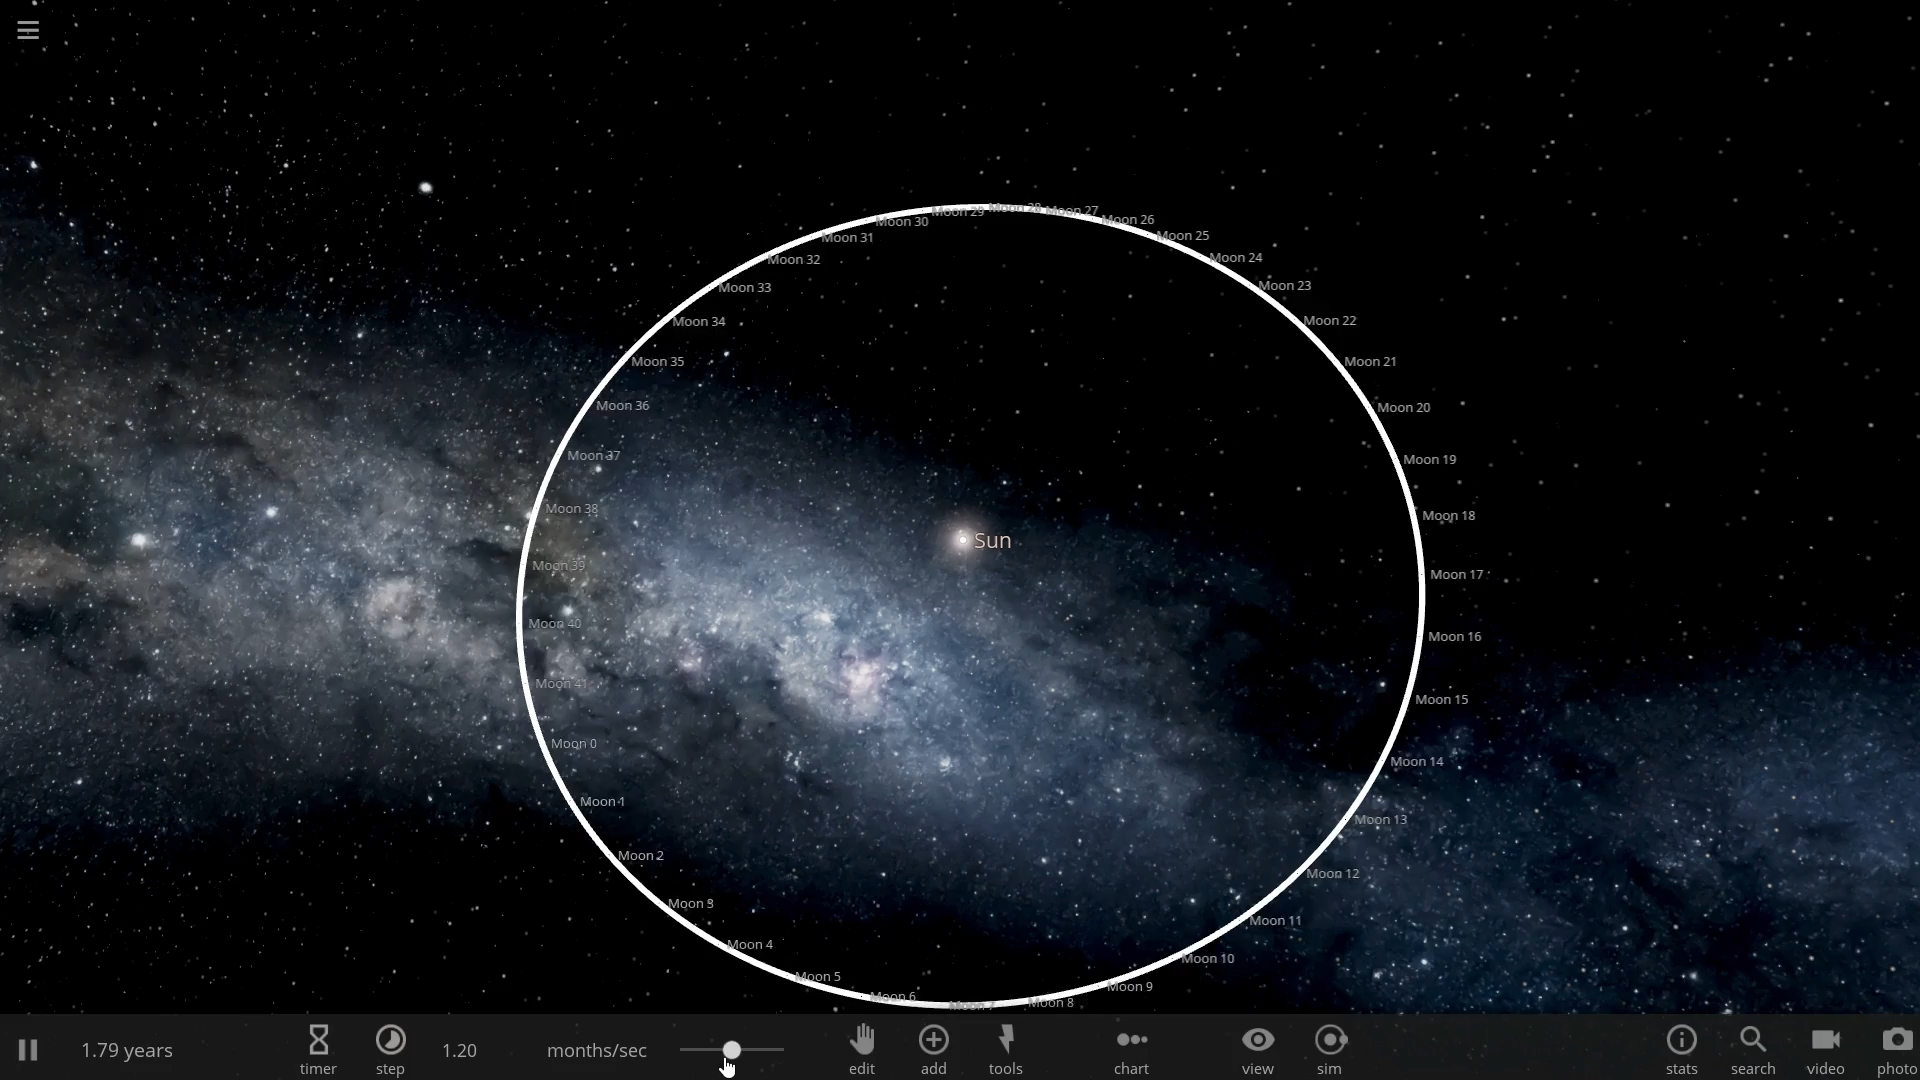 Moon 29
Moon 28
Moon 27
Moon 30
Moon 26
Moon 31
Moon 25
Moon 32
Moon 24
Moon 33
Moon 23
Moon 34
Moon 22
Moon 35
Moon 21
Moon 36
Moon 20
Moon 37
Moon 19
Moon 38
Moon 18
Sun
Moon 39
Moon 17
Moon 40
Moon 16
Moon 41
Moon 15
Moon 0
Moon 14
Moon 1
Moon 13
Moon 2
Moon 12
Moon 3
Moon 11
Moon 4
Moon 10
Moon 5
Moon 9
Moon 6
Moon 7
Moon 8
1.79 years
timer
step
1.20
months/sec
edit
add
tools
chart
view
sim
stats
search
video
photo